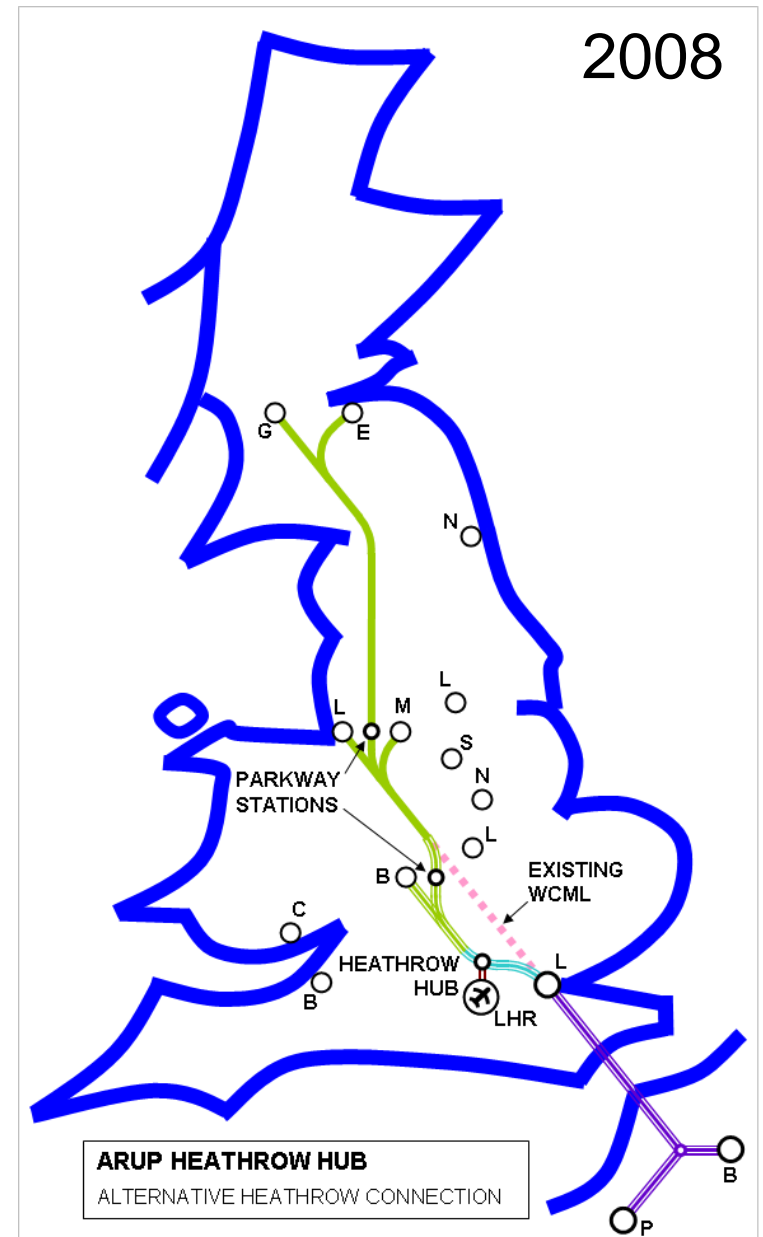 2008
G
E
N
L
L
M
S
PARKWAY
STATIONS
N
L
EXISTING
WCML
B
C
HEATHROW
HUB
L
B
LHR
ARUP HEATHROW HUB
ALTERNATIVE HEATHROW CONNECTION
B
P